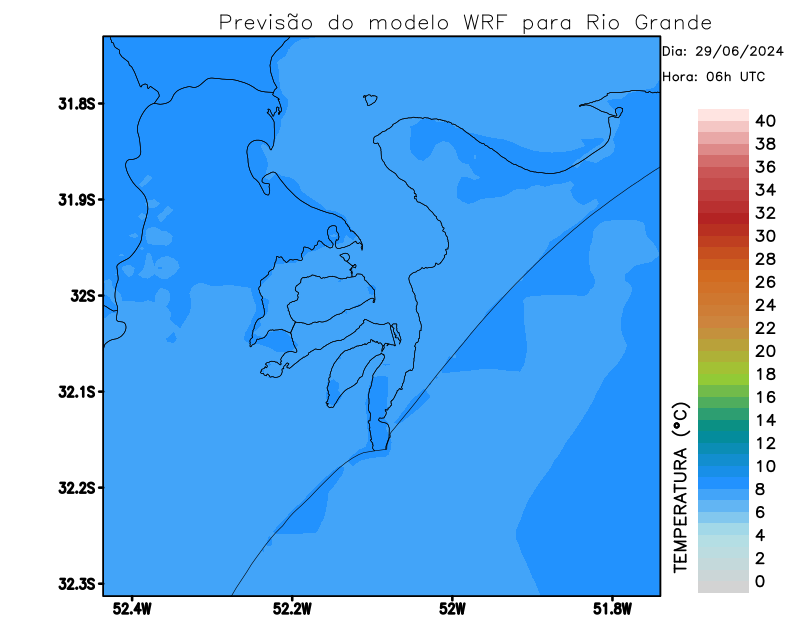 Previsão do modelo WRF para Rio Grande
Dia: 29/06/2024
Hora: 06h UTC
31.8S
31.9S
32S
32.1S
32.2S
32.3S
52.4W
52.2W
52W
51.8W
TEMPERATURA (°C)
40
38
36
34
32
30
28
26
24
22
20
18
16
14
12
10
8
6
4
2
0